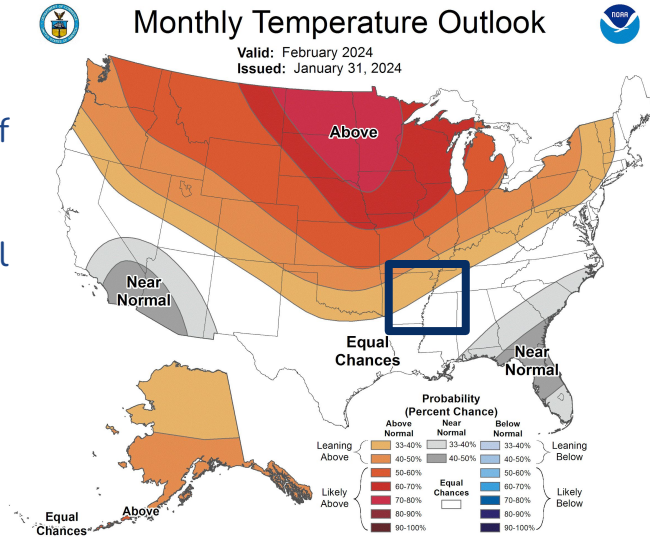 Monthly Temperature Outlook
Valid: February 2024
Issued: January 31, 2024
NOAA
f
l
Above
Near
Normal
Equal
Chances
Near
Normal
Above
Equal
Chances
Probability
(Percent Chance)
Above
Normal
Near
Normal
Below
Normal
Leaning
Above
33-40%
40-50%
Likely
Above
50-60%
60-70%
70-80%
80-90%
90-100%
33-40%
40-50%
Equal
Chances
33-40%
40-50%
Leaning
Below
50-60%
60-70%
70-80%
80-90%
90-100%
Likely
Below